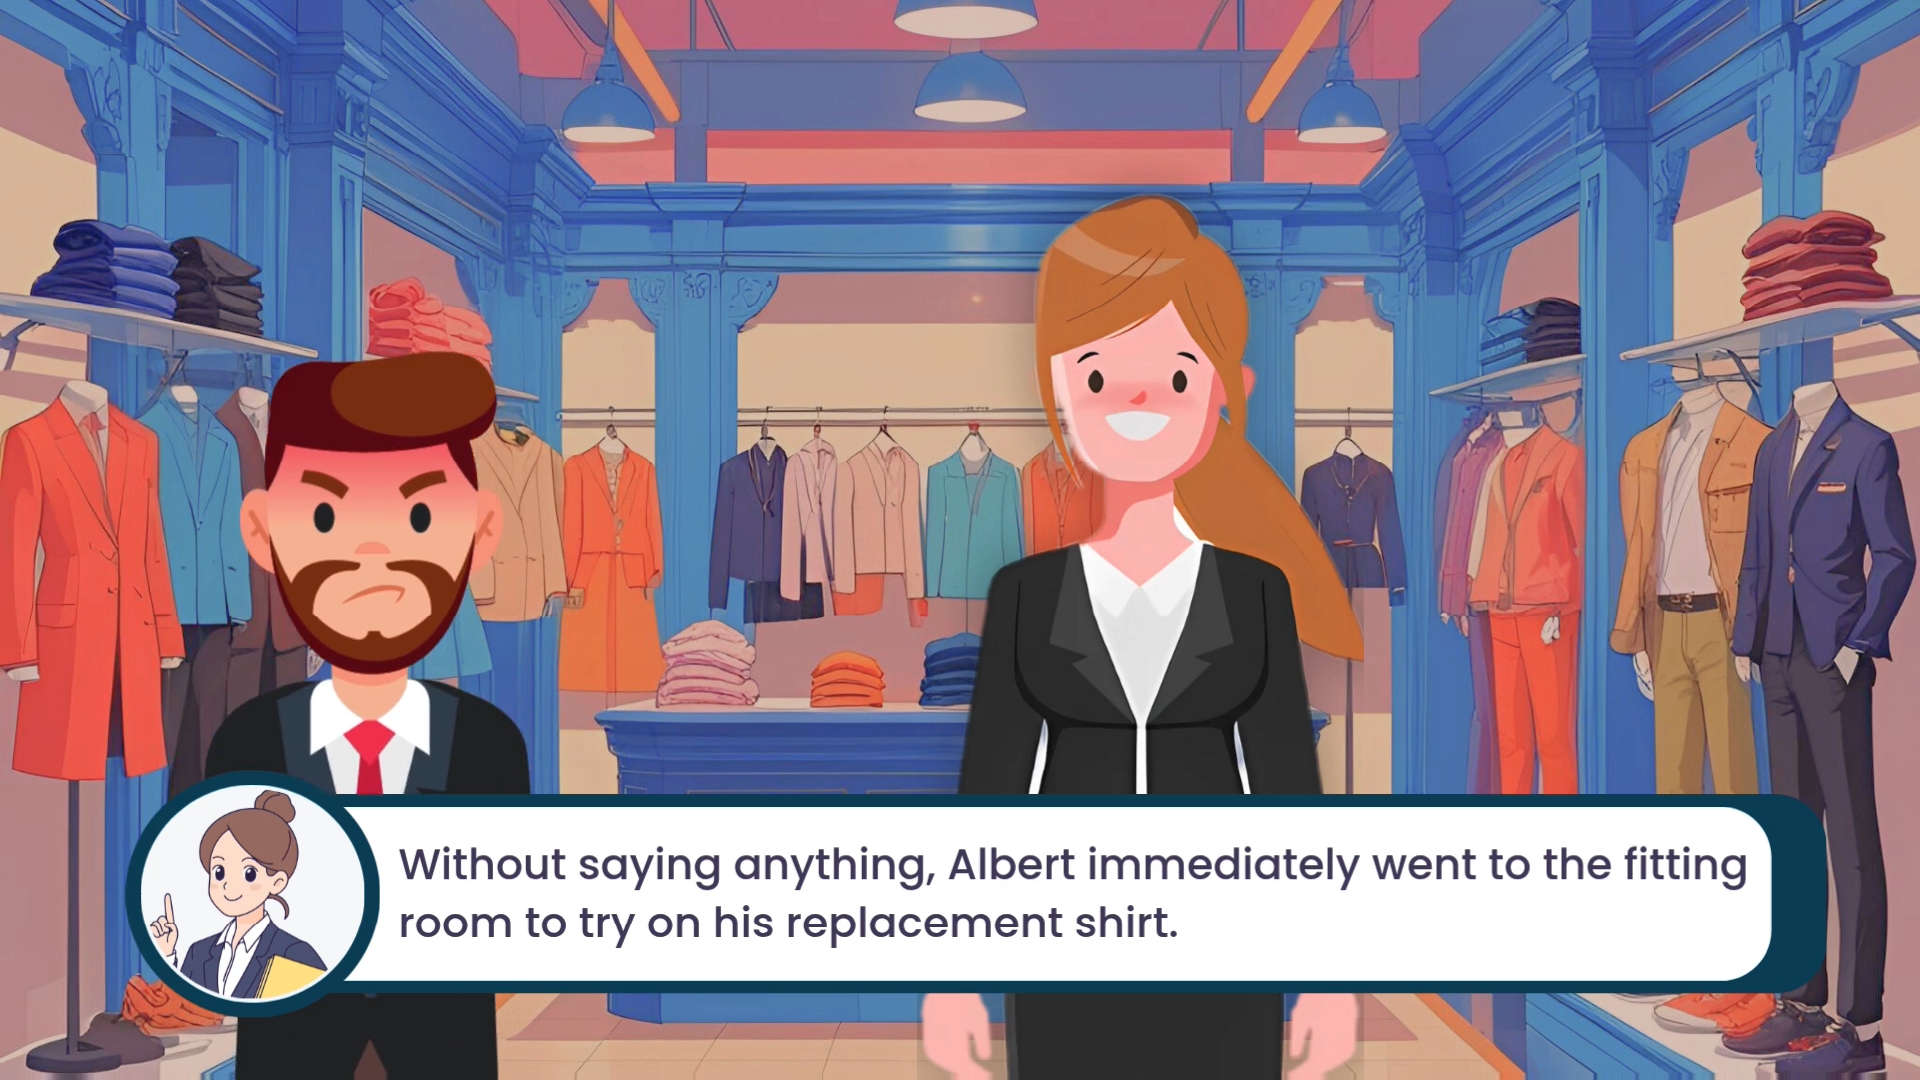 Without saying anything, Albert immediately went to the fitting
room to try on his replacement shirt.